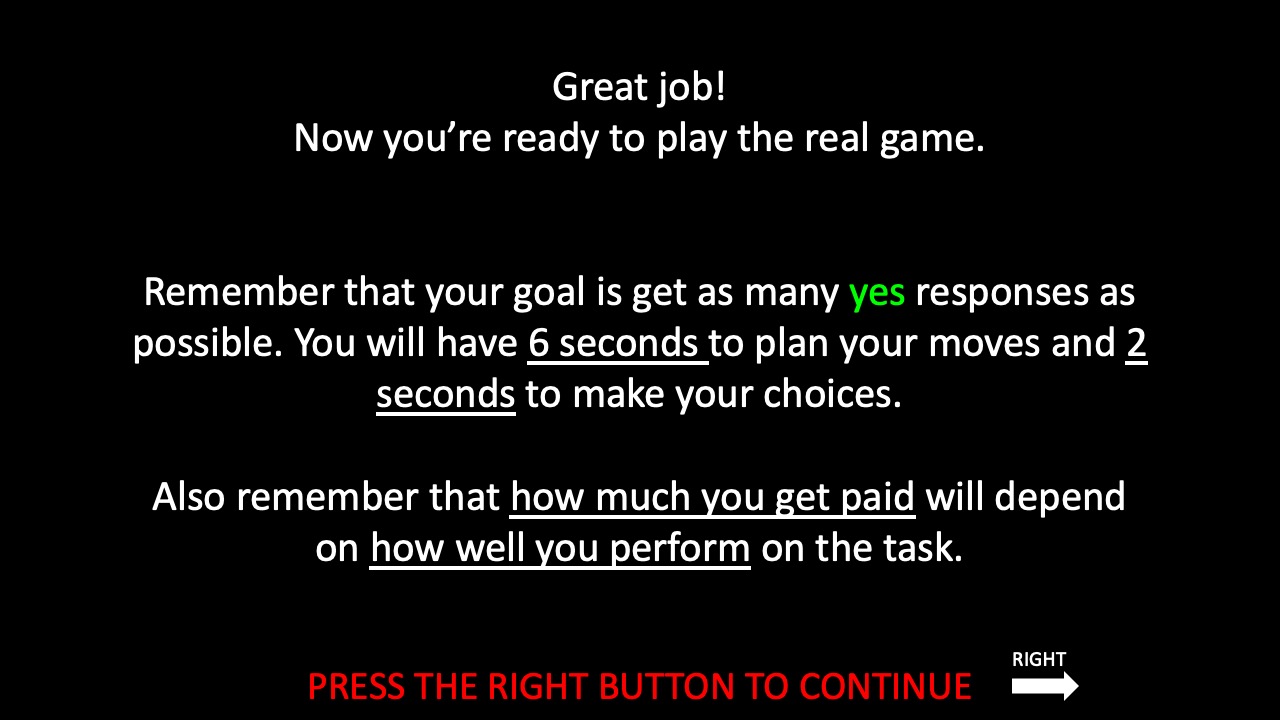 Great job!
Now you’re ready to play the real game.
Remember that your goal is get as many yes responses as
possible. You will have 6 seconds to plan your moves and 2
seconds to make your choices.
Also remember that how much you get paid will depend
on how well you perform on the task.
RIGHT
PRESS THE RIGHT BUTTON TO CONTINUE